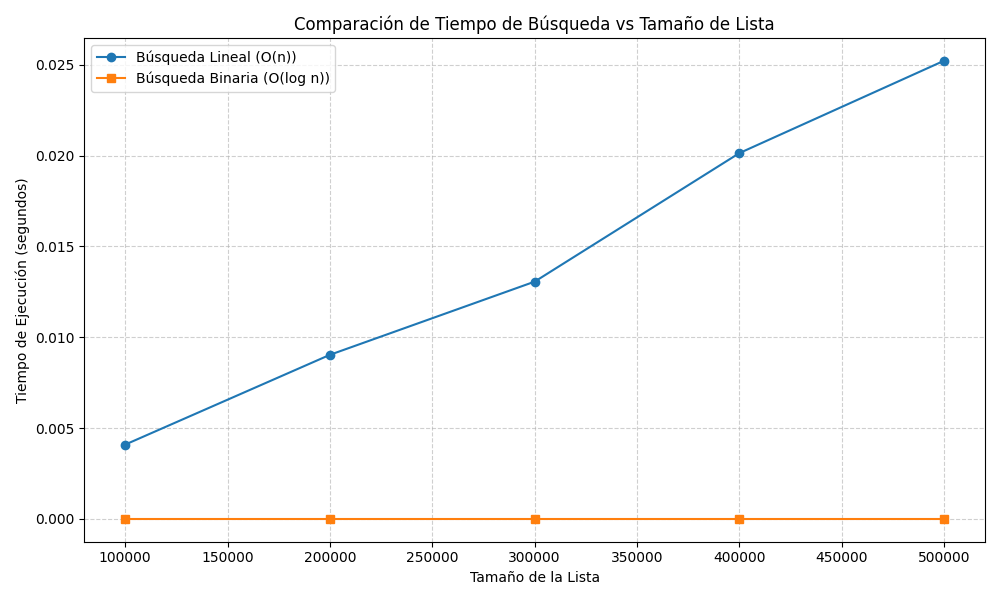 Comparación de Tiempo de Búsqueda vs Tamaño de Lista
Búsqueda Lineal (O(n))
Búsqueda Binaria (O(log n))
Tiempo de Ejecución (segundos)
0.025
0.020
0.015
0.010
0.005
0.000
100000 150000 200000 250000 300000 350000 400000 450000 500000
Tamaño de la Lista